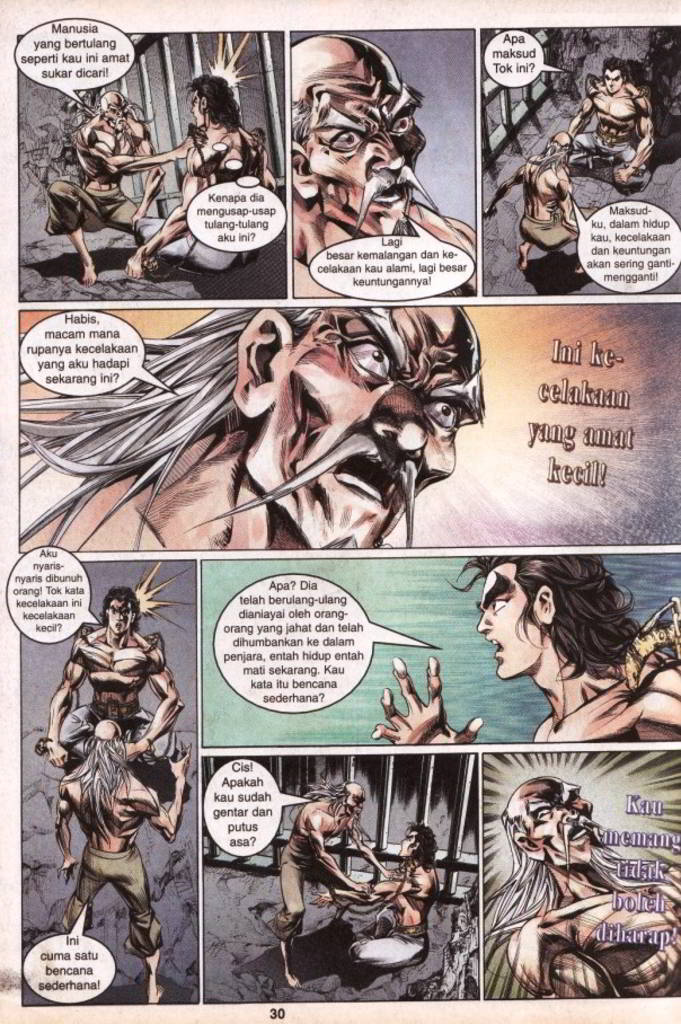 Manusia
yang bertulang
seperti kau ini amat
sukar dicari!
Kenapa dia
mengusap-usap
tulang-tulang
aku ini?
Lagi
besar kemalangan dan ke-
celakaan kau alami, lagi besar
keuntungannya!
Apa
maksud
Tok ini?
Maksud-
ku, dalam hidup
kau, kecelakaan
dan keuntungan
akan sering ganti-
mengganti!
Habis,
macam mana
rupanya kecelakaan
yang aku hadapi
sekarang ini?
Ini ke-
celakaan
yang amat
kecil!
Aku
nyaris-
nyaris dibunuh
orang! Tok kata
kecelakaan ini
kecelakaan
kecil?
Ini
cuma satu
bencana
sederhana!
Apa? Dia
telah berulang-ulang
dianiayai oleh orang-
orang yang jahat dan telah
dihumbankan ke dalam
penjara, entah hidup entah
mati sekarang. Kau
kata itu bencana
sederhana?
Cis!
Apakah
kau sudah
gentar dan
putus
asa?
Kau
memang
tidak
boleh
diharap!
30